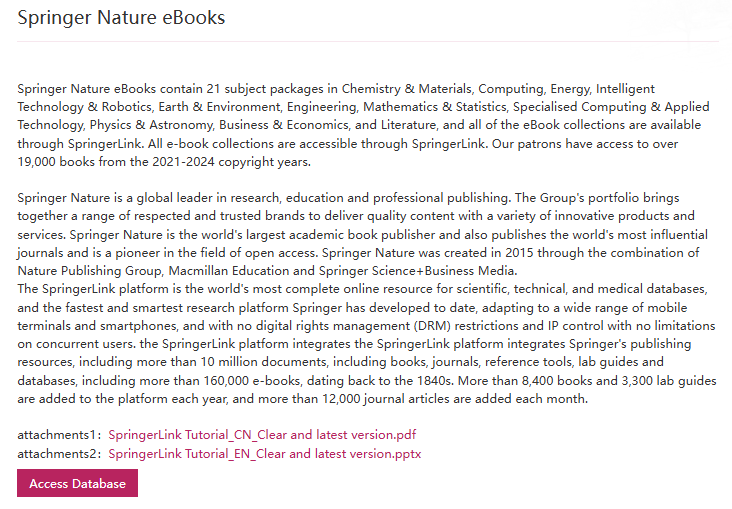 Springer Nature eBooks
Springer Nature eBooks contain 21 subject packages in Chemistry & Materials, Computing, Energy, Intelligent
Technology & Robotics, Earth & Environment, Engineering, Mathematics & Statistics, Specialised Computing & Applied
Technology, Physics & Astronomy, Business & Economics, and Literature, and all of the eBook collections are available
through SpringerLink. All e-book collections are accessible through SpringerLink. Our patrons have access to over
19,000 books from the 2021-2024 copyright years.
Springer Nature is a global leader in research, education and professional publishing. The Group's portfolio brings
together a range of respected and trusted brands to deliver quality content with a variety of innovative products and
services. Springer Nature is the world's largest academic book publisher and also publishes the world's most influential
journals and is a pioneer in the field of open access. Springer Nature was created in 2015 through the combination of
Nature Publishing Group, Macmillan Education and Springer Science+Business Media.
The SpringerLink platform is the world's most complete online resource for scientific, technical, and medical databases,
and the fastest and smartest research platform Springer has developed to date, adapting to a wide range of mobile
terminals and smartphones, and with no digital rights management (DRM) restrictions and IP control with no limitations
on concurrent users. the SpringerLink platform integrates the SpringerLink platform integrates Springer's publishing
resources, including more than 10 million documents, including books, journals, reference tools, lab guides and
databases, including more than 160,000 e-books, dating back to the 1840s. More than 8,400 books and 3,300 lab guides
are added to the platform each year, and more than 12,000 journal articles are added each month.
attachments1：SpringerLink Tutorial_CN_Clear and latest version.pdf
attachments2：SpringerLink Tutorial_EN_Clear and latest version.pptx
Access Database